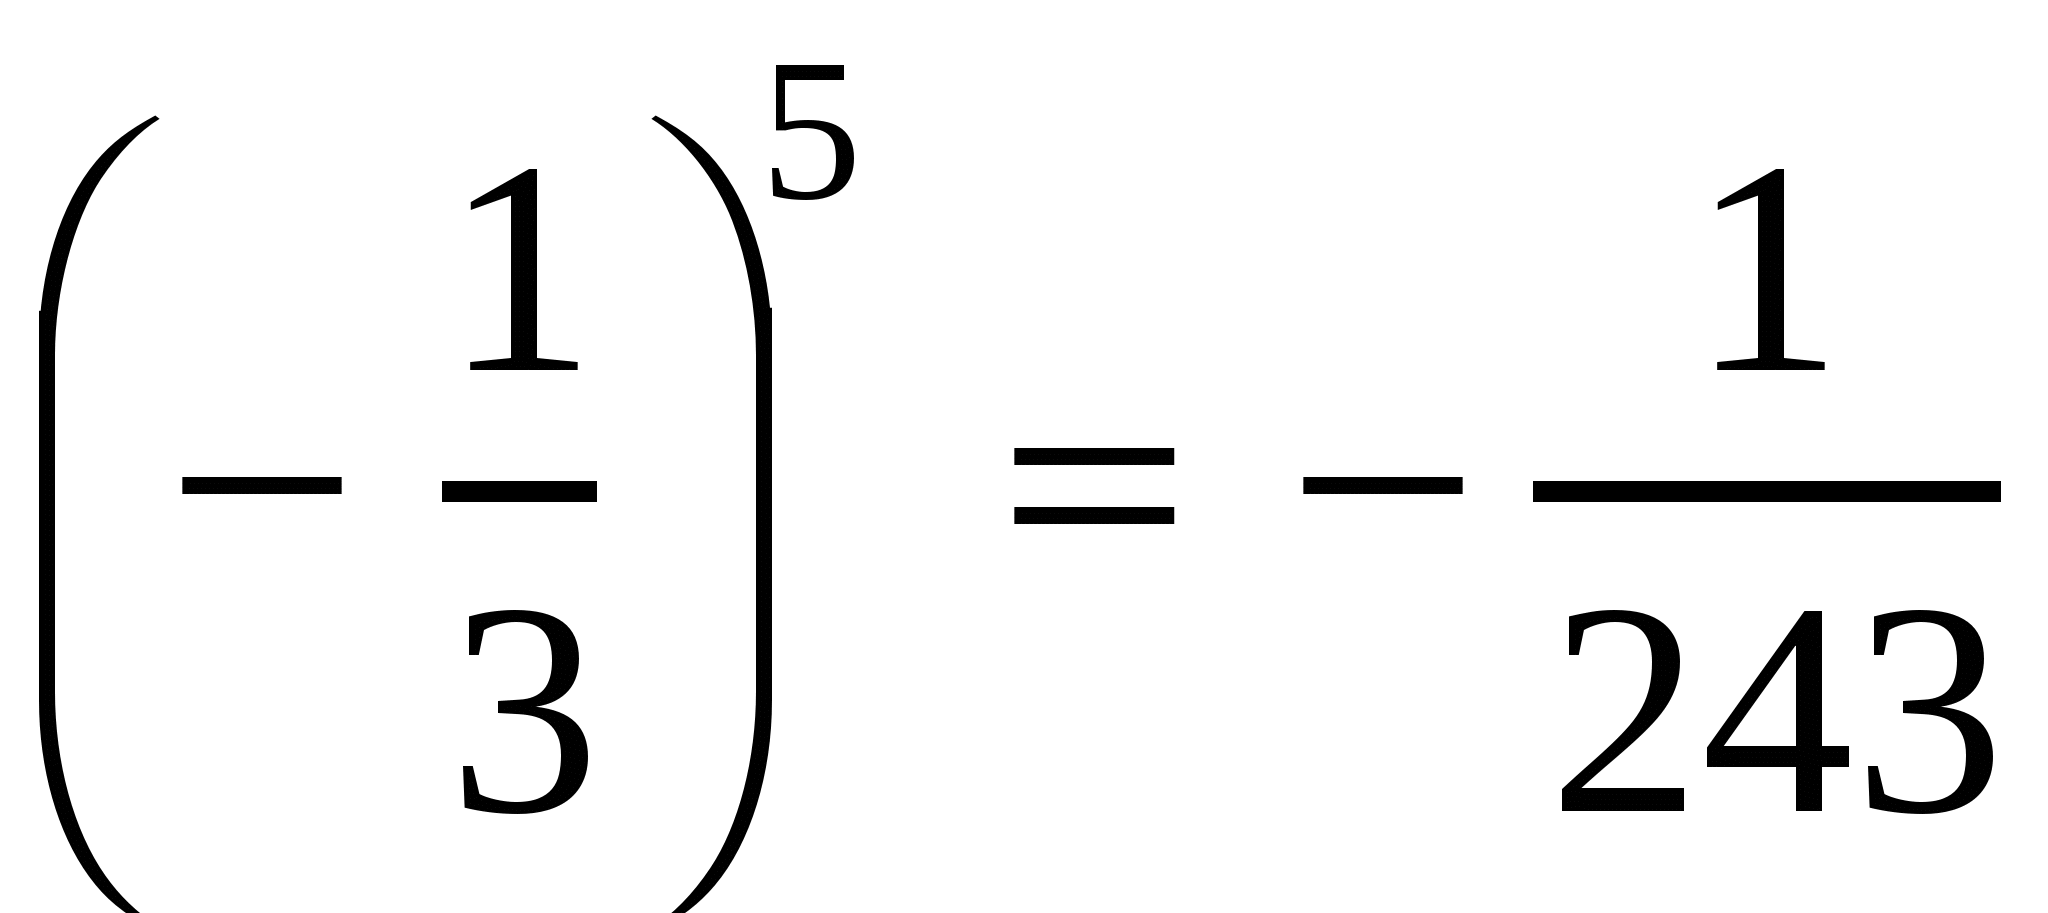 (− 1/3)^5 = − 1/243